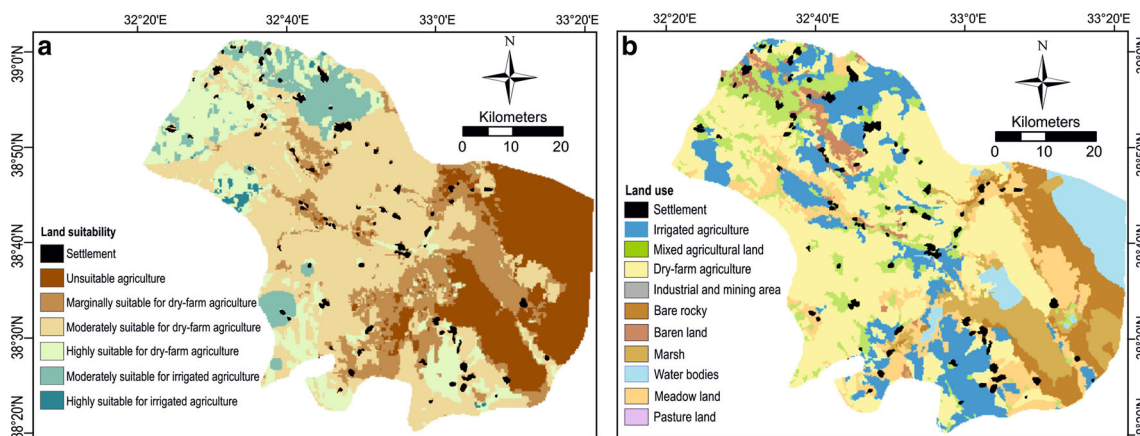 32°20'E 32°40'E 33°0'E 33°20'E
a
N
Kilometers
0 10 20
39°0'N
38°50'N
38°40'N
38°30'N
38°20'N
Land suitability
Settlement
Unsuitable agriculture
Marginally suitable for dry-farm agriculture
Moderately suitable for dry-farm agriculture
Highly suitable for dry-farm agriculture
Moderately suitable for irrigated agriculture
Highly suitable for irrigated agriculture
32°20'E 32°40'E 33°0'E 33°20'E
b
N
Kilometers
0 10 20
Land use
Settlement
Irrigated agriculture
Mixed agricultural land
Dry-farm agriculture
Industrial and mining area
Bare rocky
Baren land
Marsh
Water bodies
Meadow land
Pasture land